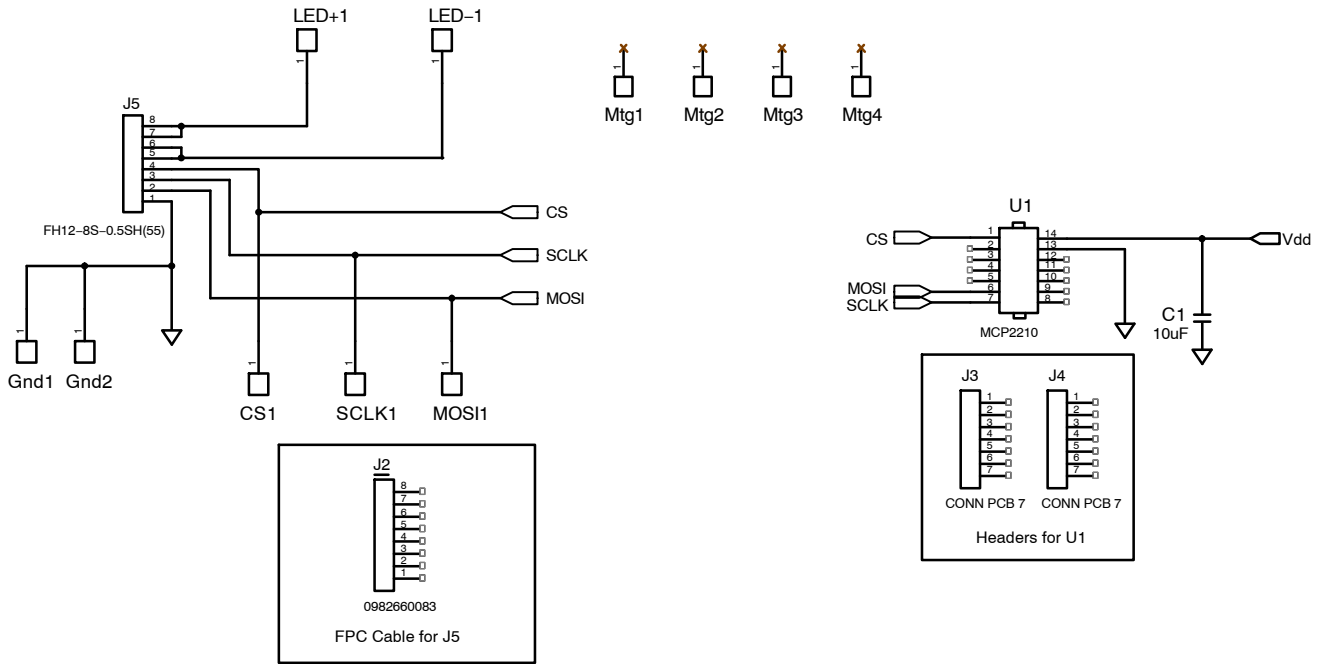 LED+1
LED−1
1
1
1
1
1
1
Mtg1
Mtg2
Mtg3
Mtg4
J5
8
7
6
5
4
3
2
1
FH12−8S−0.5SH(55)
CS
SCLK
MOSI
1
1
Gnd1
Gnd2
1
1
1
CS1
SCLK1
MOSI1
J2
8
7
6
5
4
3
2
1
0982660083
FPC Cable for J5
U1
CS
MOSI
SCLK
1
2
3
4
5
6
7
14
13
12
11
10
9
8
MCP2210
Vdd
C1
10uF
J3
1
2
3
4
5
6
7
CONN PCB 7
J4
1
2
3
4
5
6
7
CONN PCB 7
Headers for U1